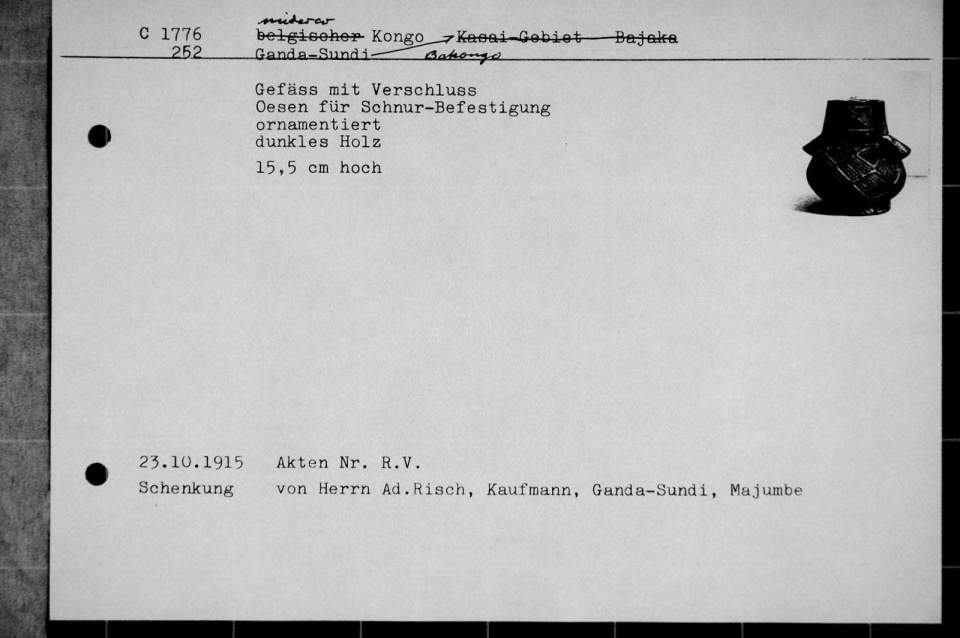 unterer
C 1776 belgischer Kongo Kasai-Gebiet Bajaka
252 Ganda-Sundi Bakongo
Gefäss mit Verschluss
Oesen für Schnur-Befestigung
ornamentiert
dunkles Holz
15,5 cm hoch
23.10.1915 Akten Nr. R.V.
Schenkung von Herrn Ad.Risch, Kaufmann, Ganda-Sundi, Majumbe